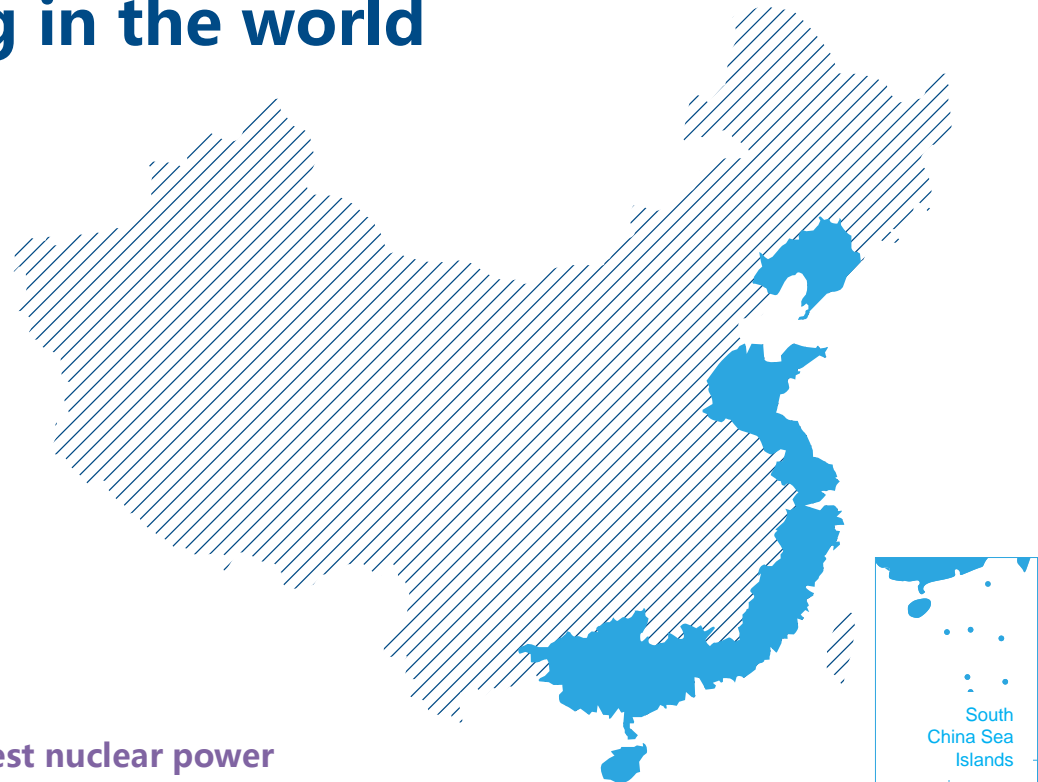 g in the world
South
China Sea
Islands
est nuclear power